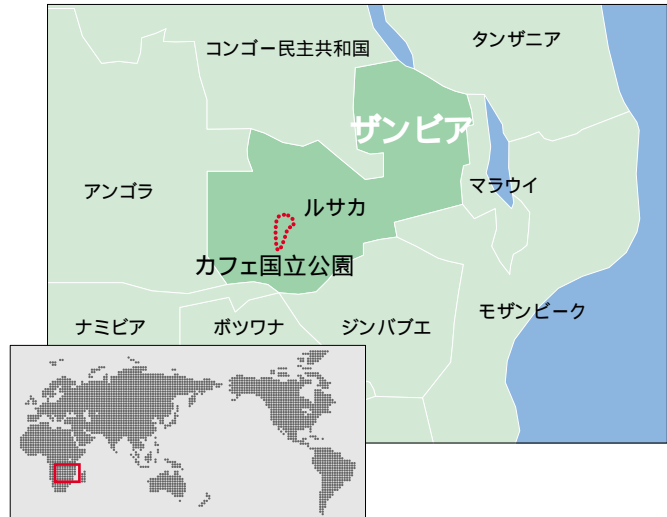 コンゴー民主共和国
タンザニア
ザンビア
アンゴラ
ルサカ
マラウイ
カフェ国立公園
ナミビア
ボツワナ
ジンバブエ
モザンビーク